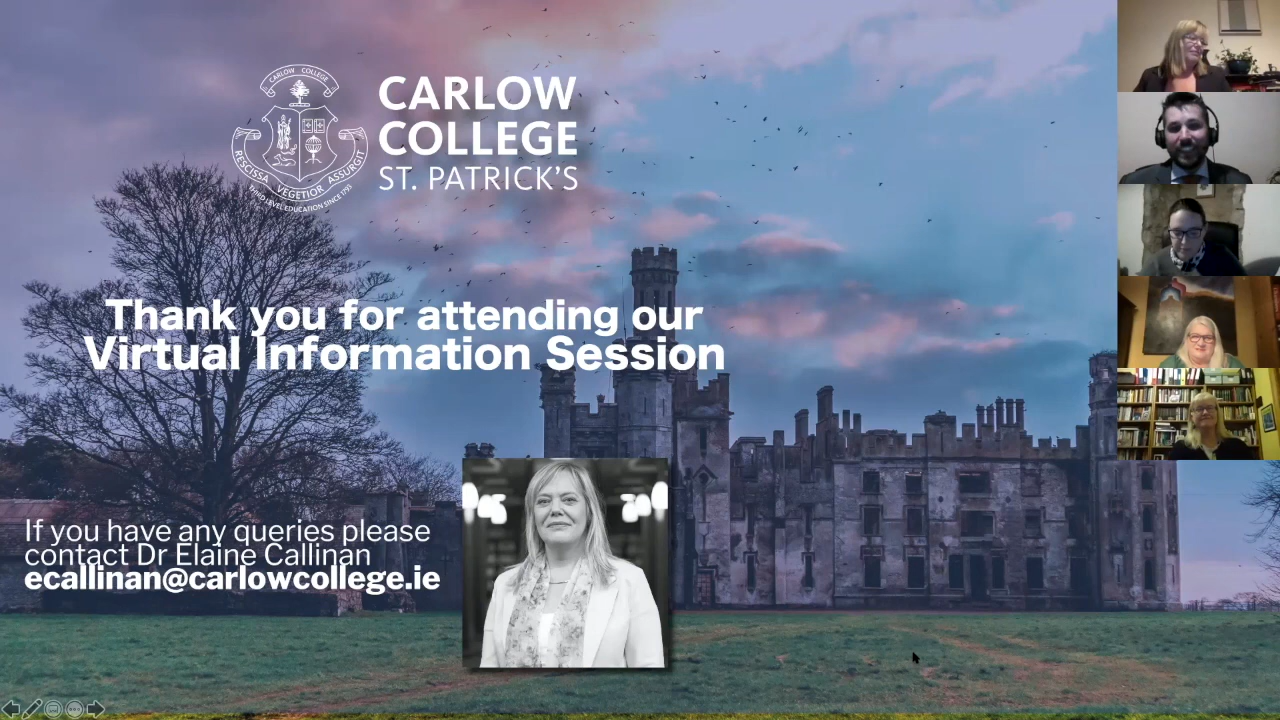 CARLOW COLLEGE
RESCISSA VEGETIOR ASSURGIT
THIRD LEVEL EDUCATION SINCE 1793
CARLOW
COLLEGE
ST. PATRICK'S
Thank you for attending our
Virtual Information Session
If you have any queries please
contact Dr Elaine Callinan
ecallinan@carlowcollege.ie